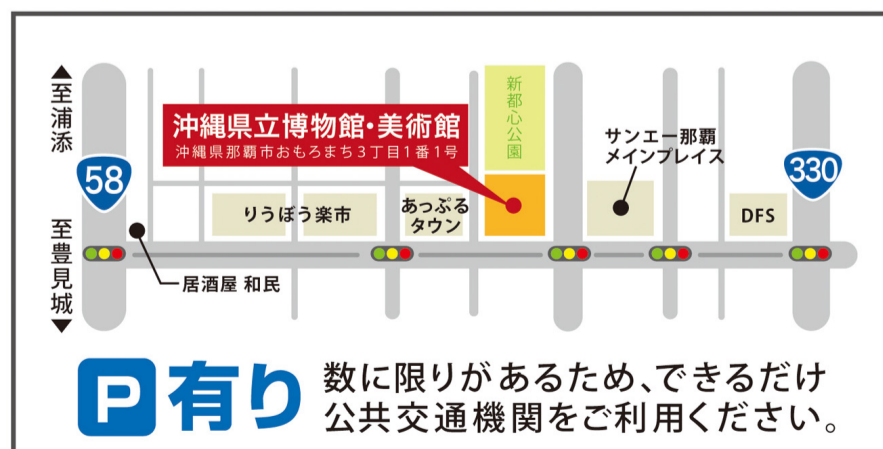 ▲至浦添
至豊見城▼
58
沖縄県立博物館・美術館
沖縄県那覇市おもろまち3丁目1番1号
新都心公園
サンエー那覇
メインプレイス
330
りうぼう楽市
あっぷる
タウン
DFS
居酒屋 和民
P有り
数に限りがあるため、できるだけ
公共交通機関をご利用ください。